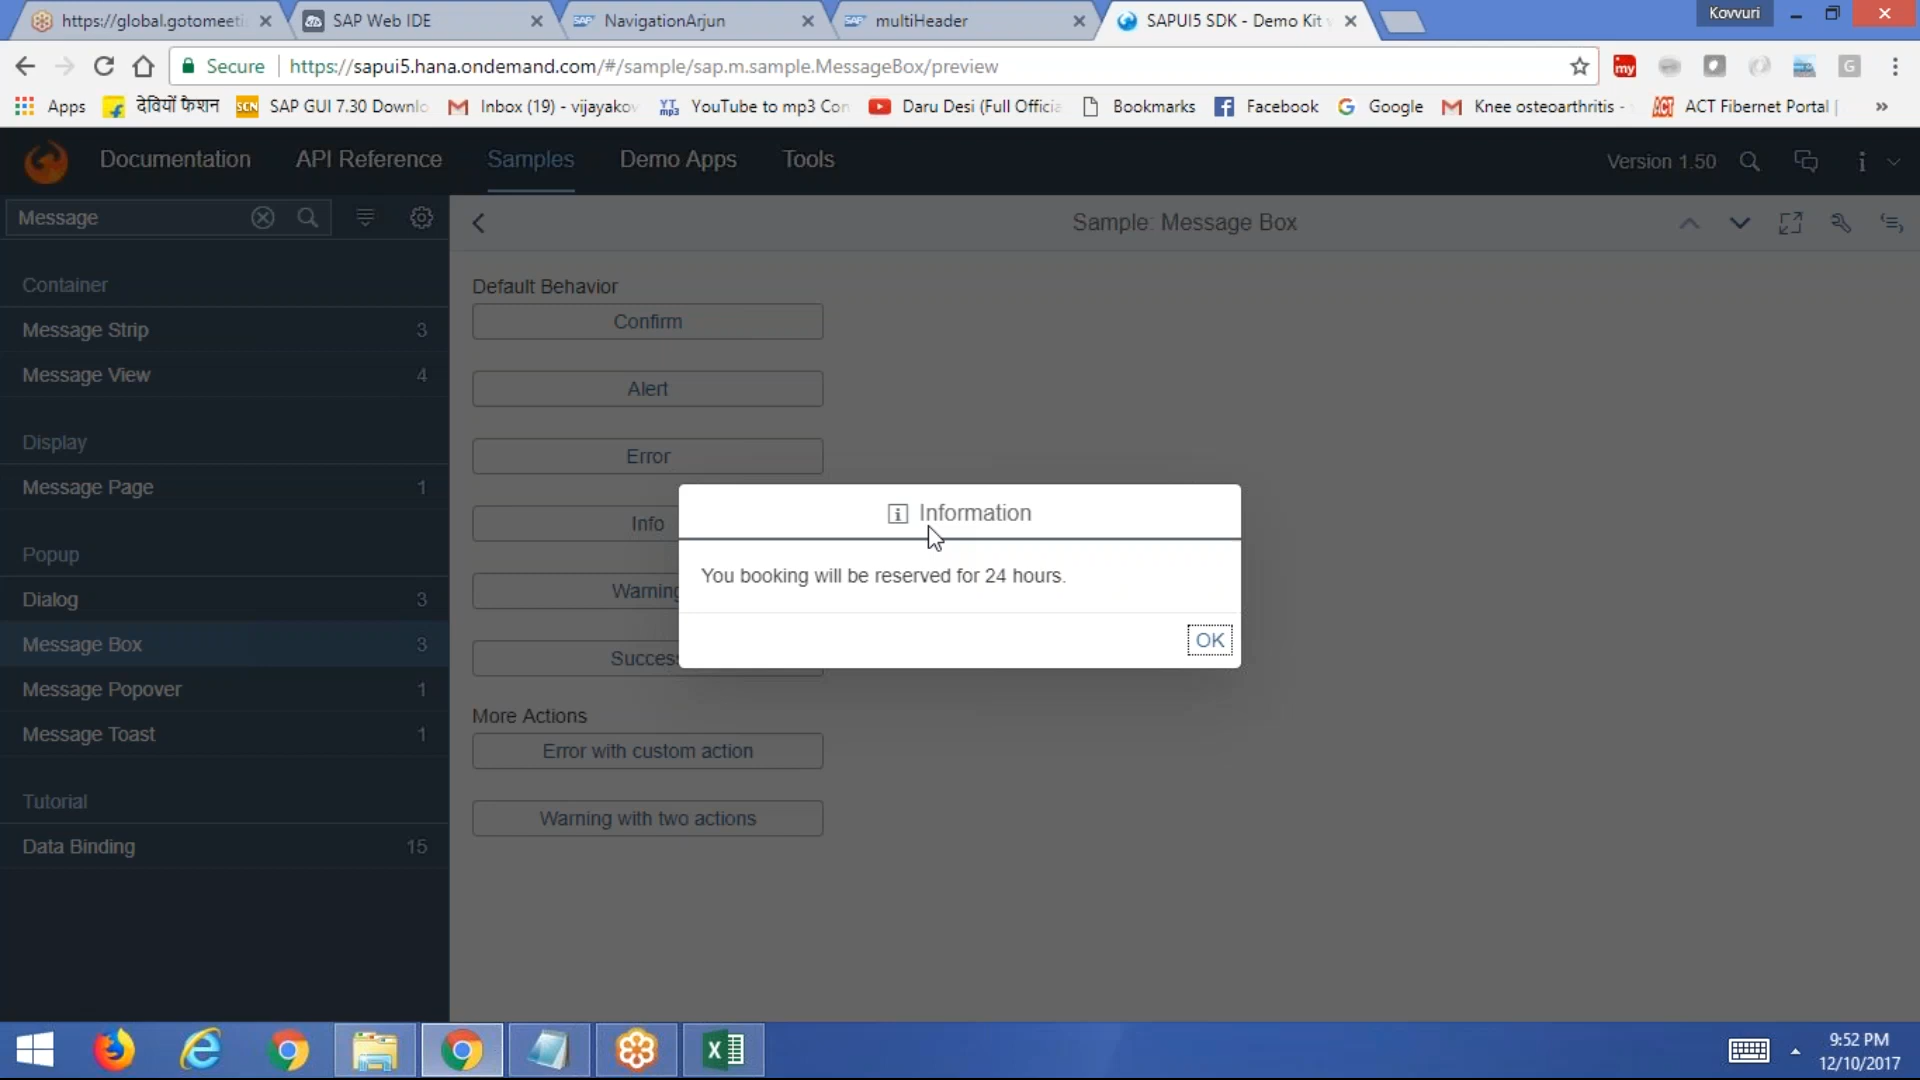 https://global.gotomeeti
SAP Web IDE
NavigationArjun
multiHeader
SAPUI5 SDK - Demo Kit
Kovvuri
Secure
https://sapui5.hana.ondemand.com/#/sample/sap.m.sample.MessageBox/preview
Apps
देवियों फैशन
SAP GUI 7.30 Downlo
Inbox (19) - vijayakov
YouTube to mp3 Con
Daru Desi (Full Officia
Bookmarks
Facebook
Google
Knee osteoarthritis -
ACT Fibernet Portal |
Documentation
API Reference
Samples
Demo Apps
Tools
Version 1.50
Message
Sample: Message Box
Container
Message Strip 3
Message View 4
Display
Message Page 1
Popup
Dialog 3
Message Box 3
Message Popover 1
Message Toast 1
Tutorial
Data Binding 15
Default Behavior
Confirm
Alert
Error
Info
Warning
Success
More Actions
Error with custom action
Warning with two actions
Information
You booking will be reserved for 24 hours.
OK
9:52 PM
12/10/2017